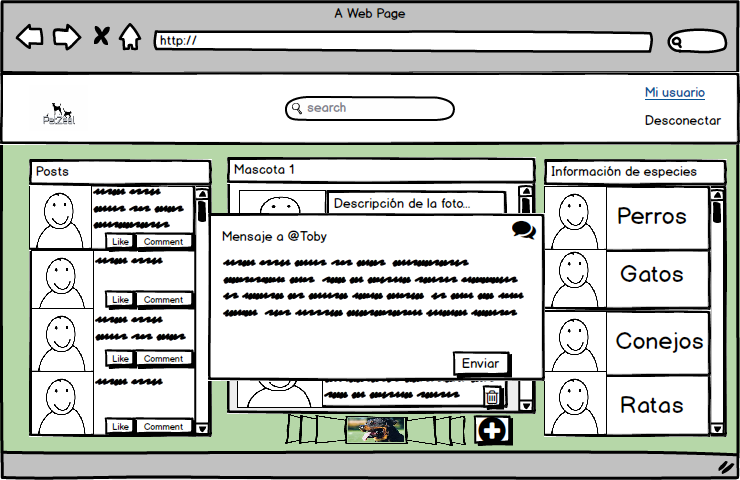 A Web Page
http://
search
Mi usuario
Desconectar
PetZeal
Posts
Like
Comment
Like
Comment
Like
Comment
Like
Comment
Mascota 1
Descripción de la foto...
Mensaje a @Toby
Enviar
Información de especies
Perros
Gatos
Conejos
Ratas